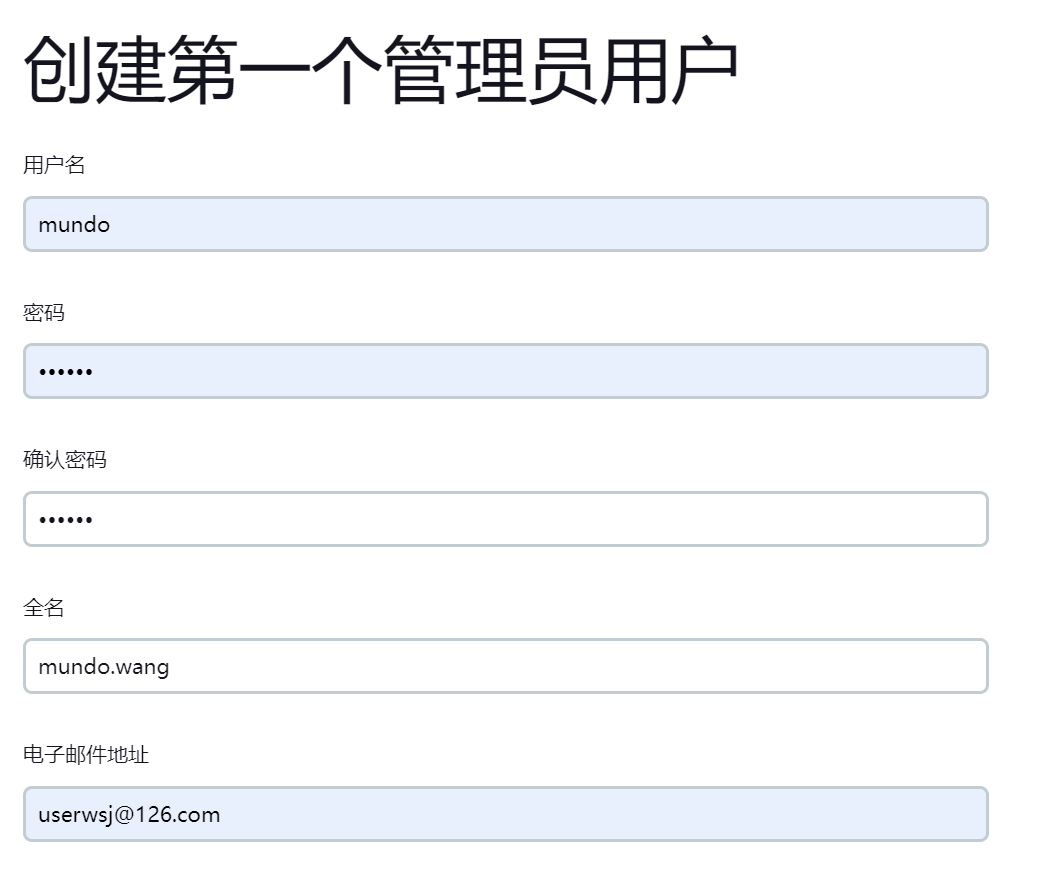 创建第一个管理员用户
用户名
mundo
密码
••••••
确认密码
••••••
全名
mundo.wang
电子邮件地址
userwsj@126.com